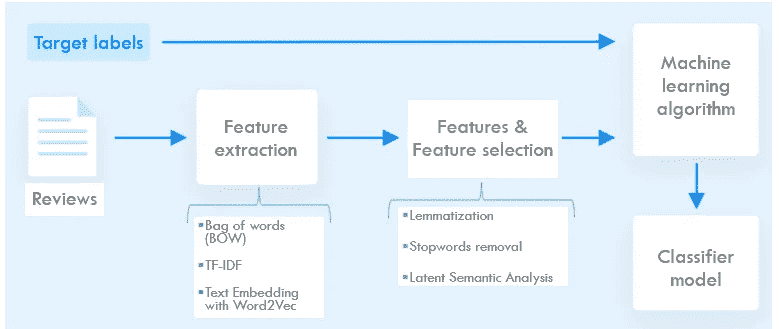 Target labels
Machine
learning
algorithm
Feature
extraction
Features &
Feature selection
Reviews
Bag of words
(BOW)
TF-IDF
Text Embedding
with Word2Vec
Lemmatization
Stopwords removal
Latent Semantic Analysis
Classifier
model